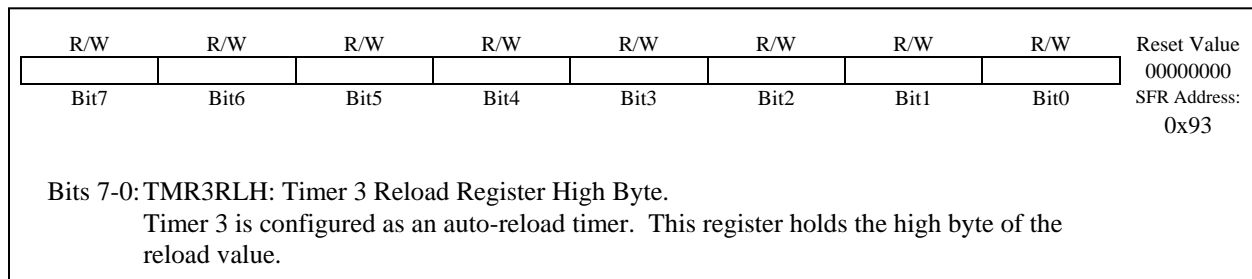 R/W R/W R/W R/W R/W R/W R/W R/W Reset Value
00000000
Bit7 Bit6 Bit5 Bit4 Bit3 Bit2 Bit1 Bit0 SFR Address:
0x93
Bits 7-0: TMR3RLH: Timer 3 Reload Register High Byte.
Timer 3 is configured as an auto-reload timer. This register holds the high byte of the
reload value.